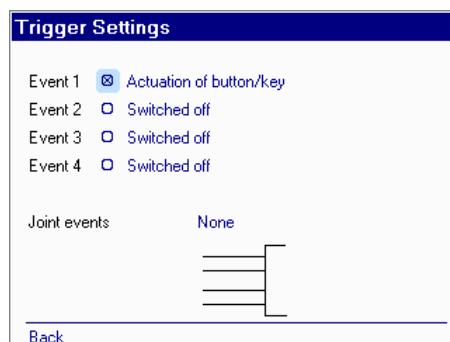 Trigger Settings
Event 1 Actuation of button/key
Event 2 Switched off
Event 3 Switched off
Event 4 Switched off
Joint events None
Back